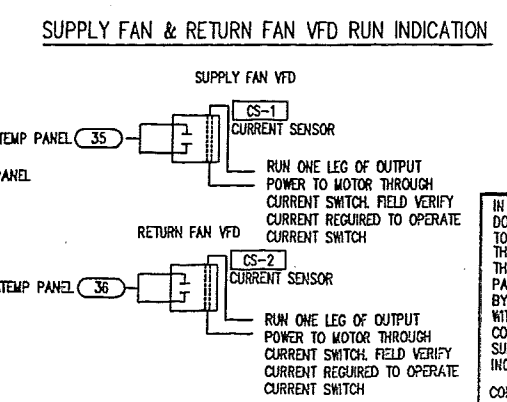 SUPPLY FAN & RETURN FAN VFD RUN INDICATION
SUPPLY FAN VFD
CS-1
CURRENT SENSOR
TEMP PANEL 35
PANEL
RUN ONE LEG OF OUTPUT
POWER TO MOTOR THROUGH
CURRENT SWITCH. FIELD VERIFY
CURRENT REQUIRED TO OPERATE
CURRENT SWITCH
RETURN FAN VFD
CS-2
CURRENT SENSOR
TEMP PANEL 36
RUN ONE LEG OF OUTPUT
POWER TO MOTOR THROUGH
CURRENT SWITCH. FIELD VERIFY
CURRENT REQUIRED TO OPERATE
CURRENT SWITCH
IN
DO
TO
TH
TH
PA
BY
WIT
CO
SU
INC